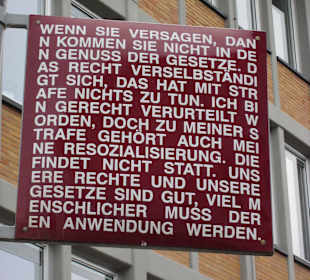 WENN SIE VERSAGEN, DAN
N KOMMEN SIE NICHT IN DE
N GENUSS DER GESETZE. D
AS RECHT VERSELBSTÄNDI
GT SICH, DAS HAT MIT STR
AFE NICHTS ZU TUN. ICH BI
N GERECHT VERURTEILT W
ORDEN, DOCH ZU MEINER S
TRAFE GEHÖRT AUCH MEI
NE RESOZIALISIERUNG. DIE
FINDET NICHT STATT. UNS
ERE RECHTE UND UNSERE
GESETZE SIND GUT, VIEL M
ENSCHLICHER MUSS DER
EN ANWENDUNG WERDEN.